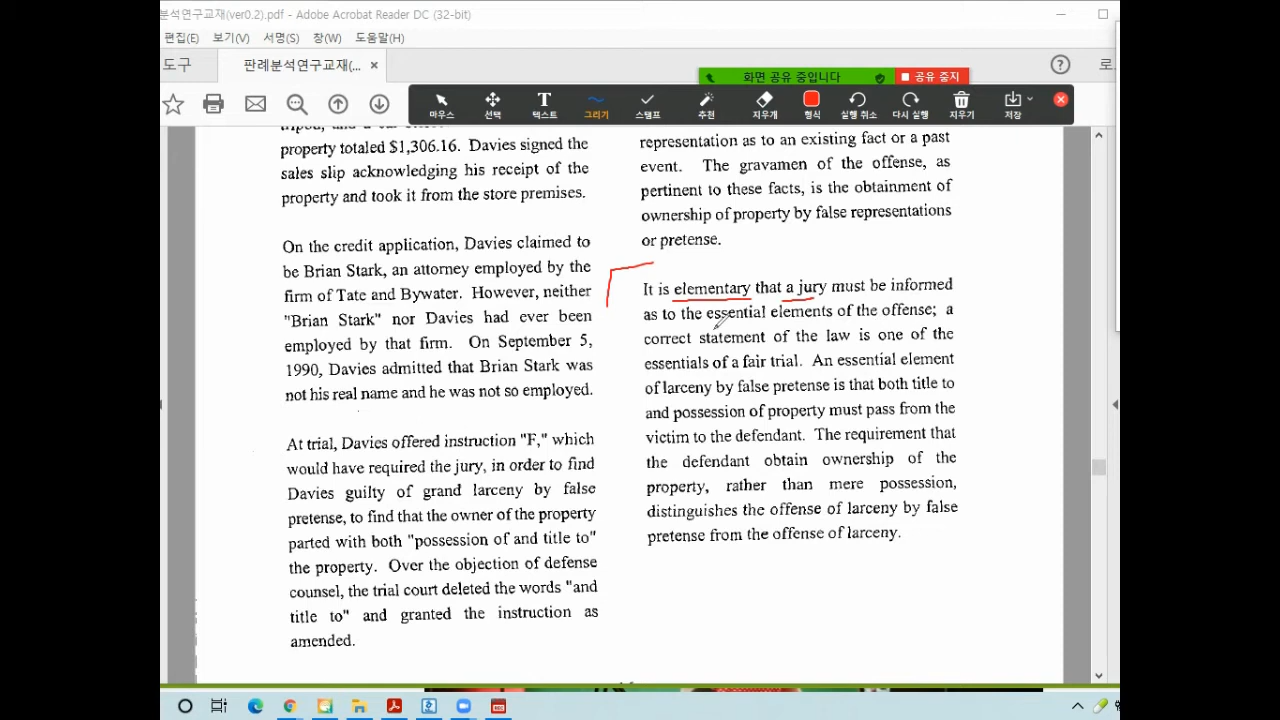 분석연구교재(ver0.2).pdf - Adobe Acrobat Reader DC (32-bit)
편집(E) 보기(V) 서명(S) 창(W) 도움말(H)
도구 판례분석연구교재(... × ? 로
화면 공유 중입니다 공유 중지
마우스 선택 텍스트 그리기 스탬프 추천 지우개 형식 실행 취소 다시 실행 지우기 저장
property totaled $1,306.16. Davies signed the
sales slip acknowledging his receipt of the
property and took it from the store premises.
On the credit application, Davies claimed to
be Brian Stark, an attorney employed by the
firm of Tate and Bywater. However, neither
"Brian Stark" nor Davies had ever been
employed by that firm. On September 5,
1990, Davies admitted that Brian Stark was
not his real name and he was not so employed.
At trial, Davies offered instruction "F," which
would have required the jury, in order to find
Davies guilty of grand larceny by false
pretense, to find that the owner of the property
parted with both "possession of and title to"
the property. Over the objection of defense
counsel, the trial court deleted the words "and
title to" and granted the instruction as
amended.
representation as to an existing fact or a past
event. The gravamen of the offense, as
pertinent to these facts, is the obtainment of
ownership of property by false representations
or pretense.
It is elementary that a jury must be informed
as to the essential elements of the offense; a
correct statement of the law is one of the
essentials of a fair trial. An essential element
of larceny by false pretense is that both title to
and possession of property must pass from the
victim to the defendant. The requirement that
the defendant obtain ownership of the
property, rather than mere possession,
distinguishes the offense of larceny by false
pretense from the offense of larceny.